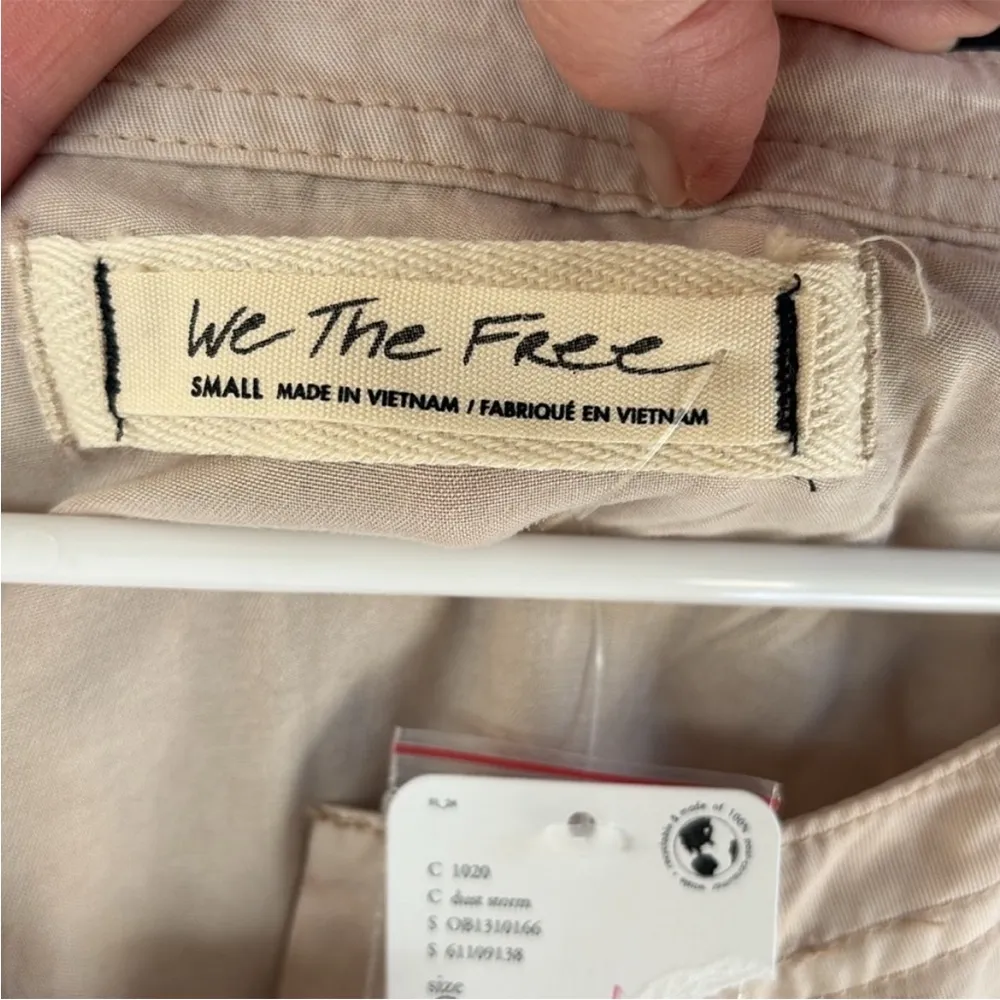 We The Free
SMALL MADE IN VIETNAM / FABRIQUÉ EN VIETNAM
C 1020
C dust storm
S OB1310166
S 61109138
size